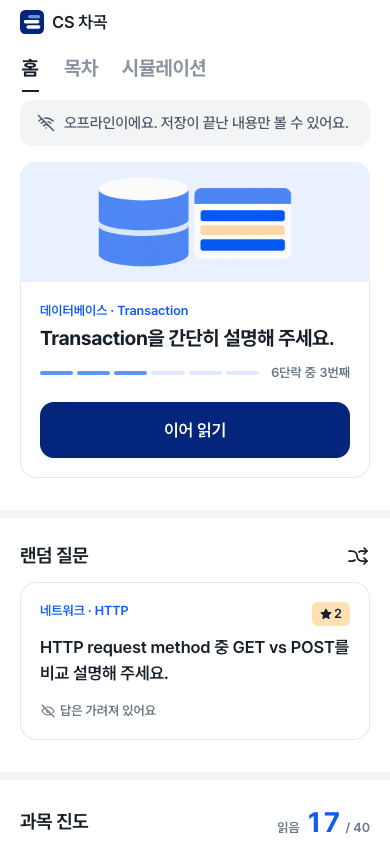 CS 차곡
홈 목차 시뮬레이션
오프라인이에요. 저장이 끝난 내용만 볼 수 있어요.
데이터베이스 · Transaction
Transaction을 간단히 설명해 주세요.
6단락 중 3번째
이어 읽기
랜덤 질문
네트워크 · HTTP
2
HTTP request method 중 GET vs POST를
비교 설명해 주세요.
답은 가려져 있어요
과목 진도
읽음 17 / 40